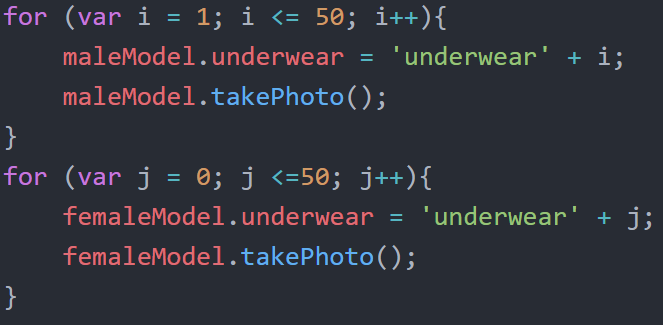 for (var i = 1; i <= 50; i++){
    maleModel.underwear = 'underwear' + i;
    maleModel.takePhoto();
}
for (var j = 0; j <=50; j++){
    femaleModel.underwear = 'underwear' + j;
    femaleModel.takePhoto();
}